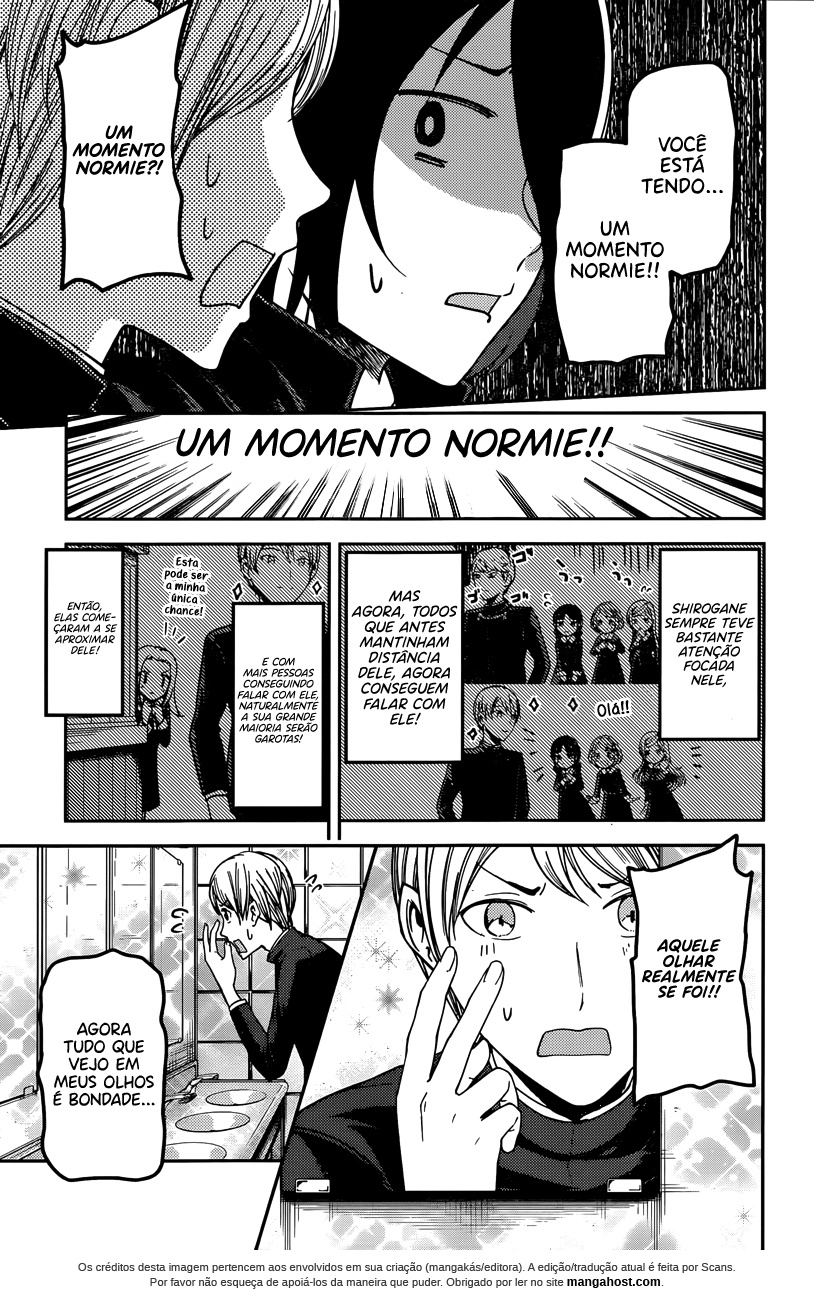 VOCÊ
ESTÁ
TENDO...
UM
MOMENTO
NORMIE!!
UM
MOMENTO
NORMIE?!
UM MOMENTO NORMIE!!
SHIROGANE
SEMPRE TEVE
BASTANTE
ATENÇÃO
FOCADA
NELE,
MAS
AGORA, TODOS
QUE ANTES
MANTINHAM
DISTÂNCIA
DELE, AGORA
CONSEGUEM
FALAR COM
ELE!
Olá!!
E COM
MAIS PESSOAS
CONSEGUINDO
FALAR COM ELE,
NATURALMENTE
A SUA GRANDE
MAIORIA SERÃO
GAROTAS!
Esta
pode ser
a minha
única
chance!
ENTÃO,
ELAS COME-
ÇARAM A SE
APROXIMAR
DELE!
AQUELE
OLHAR
REALMENTE
SE FOI!!
AGORA
TUDO QUE
VEJO EM
MEUS OLHOS
É BONDADE...
Os créditos desta imagem pertencem aos envolvidos em sua criação (mangakás/editora). A edição/tradução atual é feita por Scans.
Por favor não esqueça de apoiá-los da maneira que puder. Obrigado por ler no site mangahost.com.